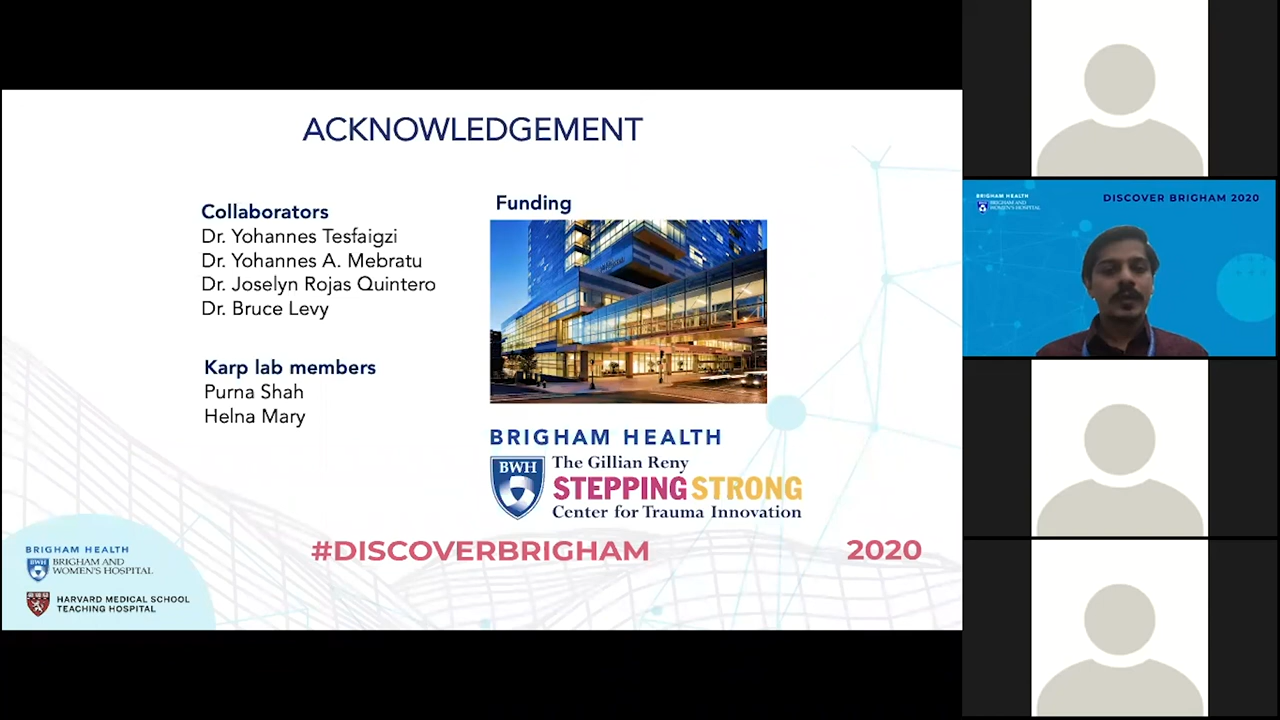 ACKNOWLEDGEMENT
Collaborators
Dr. Yohannes Tesfaigzi
Dr. Yohannes A. Mebratu
Dr. Joselyn Rojas Quintero
Dr. Bruce Levy
Karp lab members
Purna Shah
Helna Mary
Funding
BRIGHAM HEALTH
BWH
The Gillian Reny
STEPPING STRONG
Center for Trauma Innovation
#DISCOVERBRIGHAM
2020
BRIGHAM HEALTH
BWH
BRIGHAM AND
WOMEN'S HOSPITAL
HARVARD MEDICAL SCHOOL
TEACHING HOSPITAL
BRIGHAM HEALTH
BRIGHAM AND
WOMEN'S HOSPITAL
DISCOVER BRIGHAM 2020